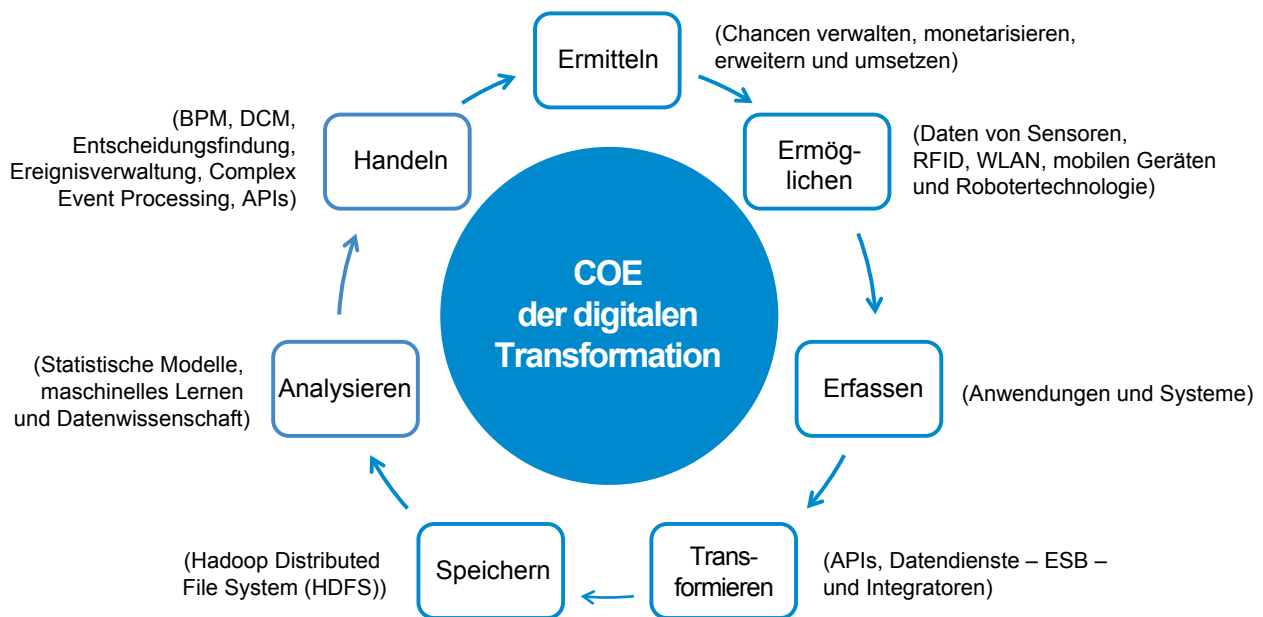 Ermitteln
(Chancen verwalten, monetarisieren,
erweitern und umsetzen)
Ermög-
lichen
(Daten von Sensoren,
RFID, WLAN, mobilen Geräten
und Robotertechnologie)
Erfassen
(Anwendungen und Systeme)
Trans-
formieren
(APIs, Datendienste – ESB –
und Integratoren)
Speichern
(Hadoop Distributed
File System (HDFS))
Analysieren
(Statistische Modelle,
maschinelles Lernen
und Datenwissenschaft)
Handeln
(BPM, DCM,
Entscheidungsfindung,
Ereignisverwaltung, Complex
Event Processing, APIs)
COE
der digitalen
Transformation